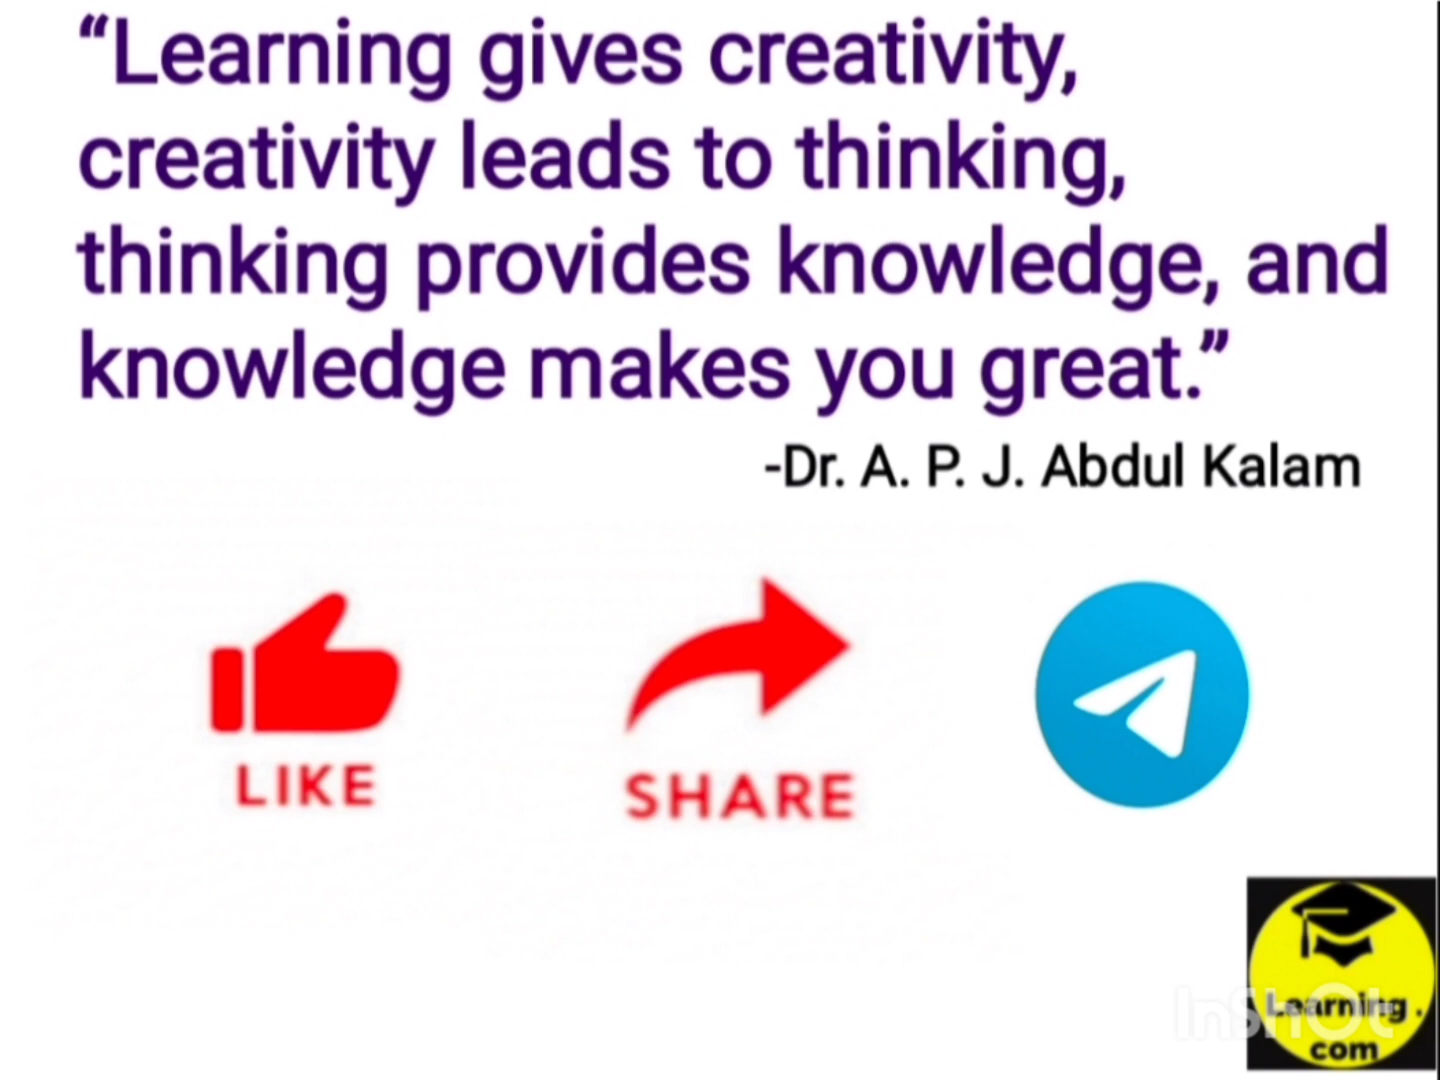 “Learning gives creativity,
creativity leads to thinking,
thinking provides knowledge, and
knowledge makes you great.”
-Dr. A. P. J. Abdul Kalam
LIKE
SHARE
InShOt
Learning .
com